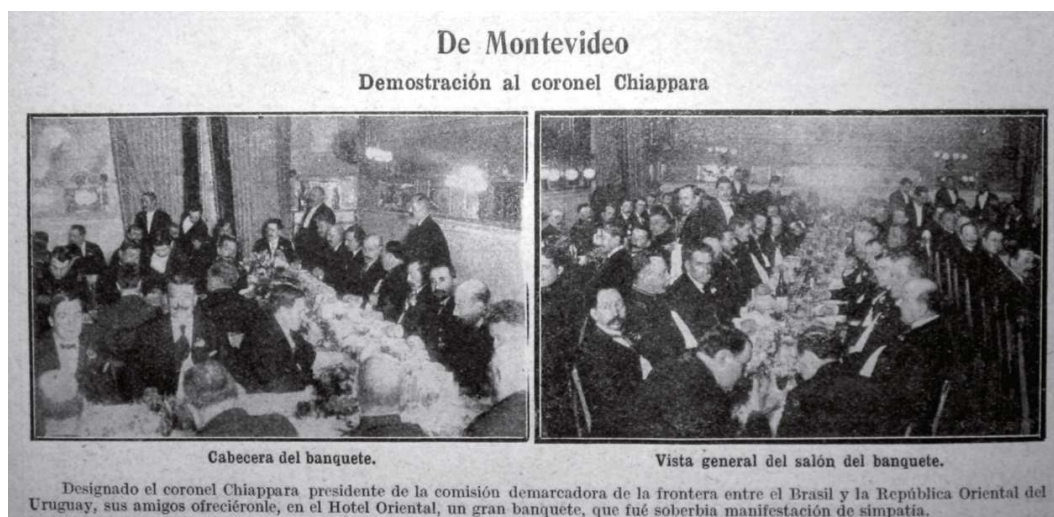 De Montevideo
Demostración al coronel Chiappara
Cabecera del banquete.
Vista general del salón del banquete.
Designado el coronel Chiappara presidente de la comisión demarcadora de la frontera entre el Brasil y la República Oriental del
Uruguay, sus amigos ofreciéronle, en el Hotel Oriental, un gran banquete, que fué soberbia manifestación de simpatía.